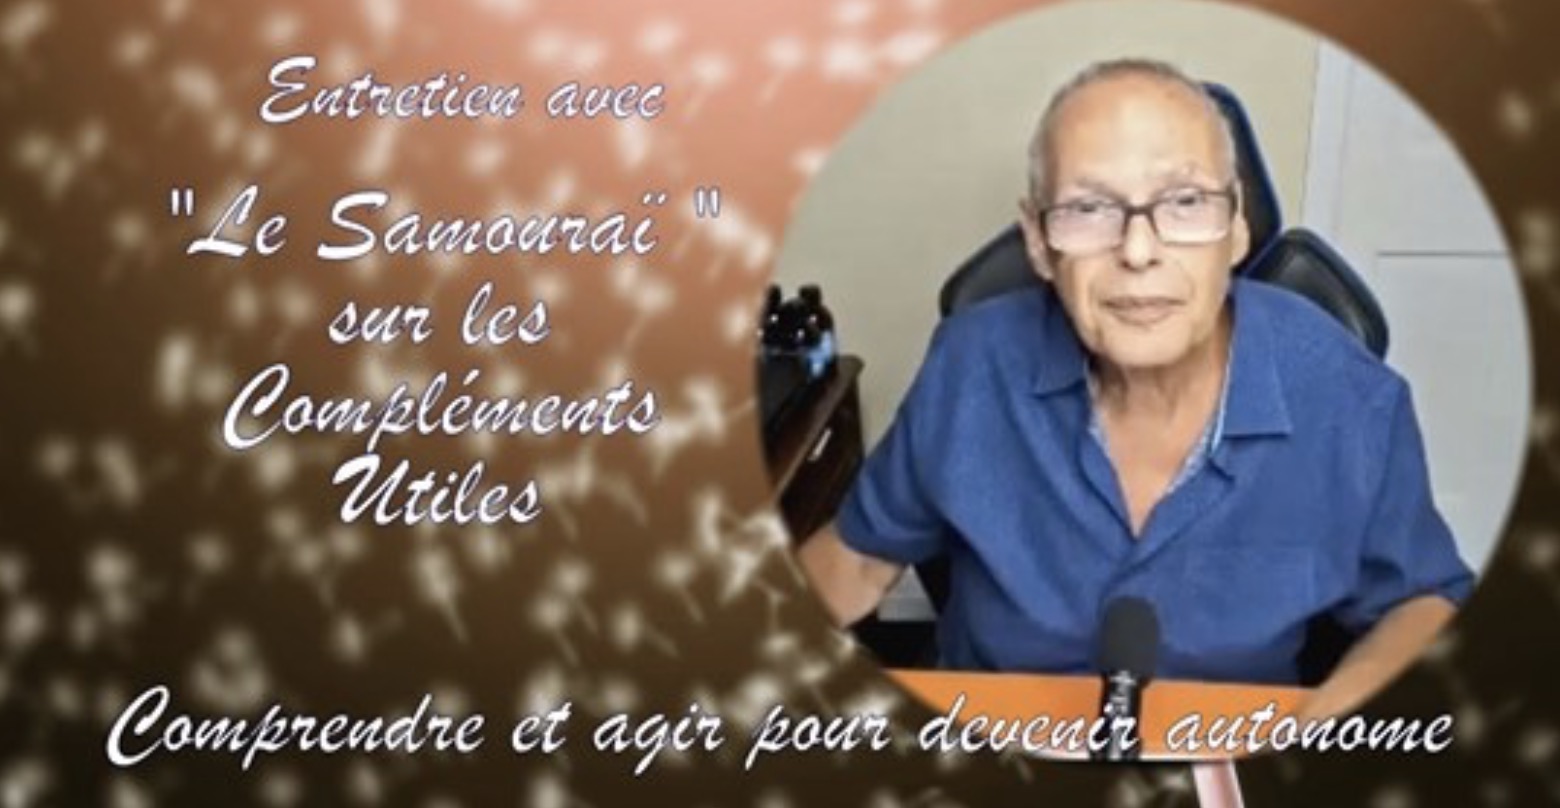 Entretien avec
"Le Samouraï "
sur les
Compléments
Utiles
Comprendre et agir pour devenir autonome